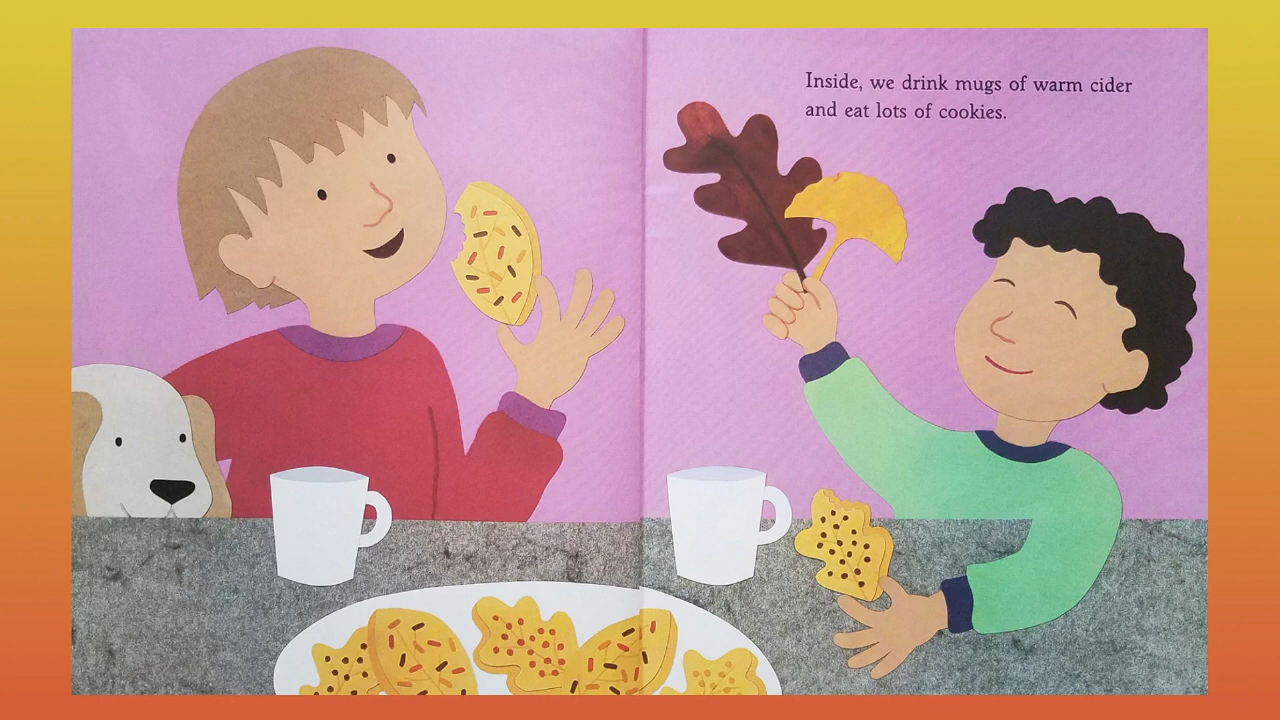 Inside, we drink mugs of warm cider
and eat lots of cookies.